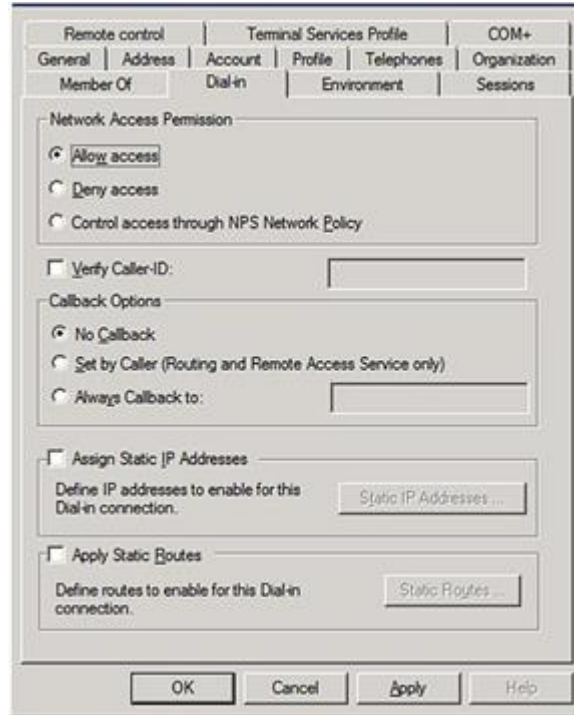 Remote control Terminal Services Profile COM+
General Address Account Profile Telephones Organization
Member Of Dial-in Environment Sessions
Network Access Permission
Allow access
Deny access
Control access through NPS Network Policy
Verify Caller-ID:
Callback Options
No Callback
Set by Caller (Routing and Remote Access Service only)
Always Callback to:
Assign Static IP Addresses
Define IP addresses to enable for this
Dial-in connection.
Static IP Addresses ...
Apply Static Routes
Define routes to enable for this Dial-in
connection.
Static Routes ...
OK Cancel Apply Help